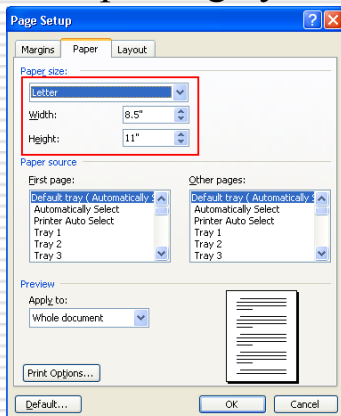 Page Setup
Margins Paper Layout
Paper size:
Letter
Width: 8.5"
Height: 11"
Paper source
First page: Other pages:
Default tray (Automatically Default tray (Automatically
Automatically Select Automatically Select
Printer Auto Select Printer Auto Select
Tray 1 Tray 1
Tray 2 Tray 2
Tray 3 Tray 3
Preview
Apply to:
Whole document
Print Options...
Default... OK Cancel